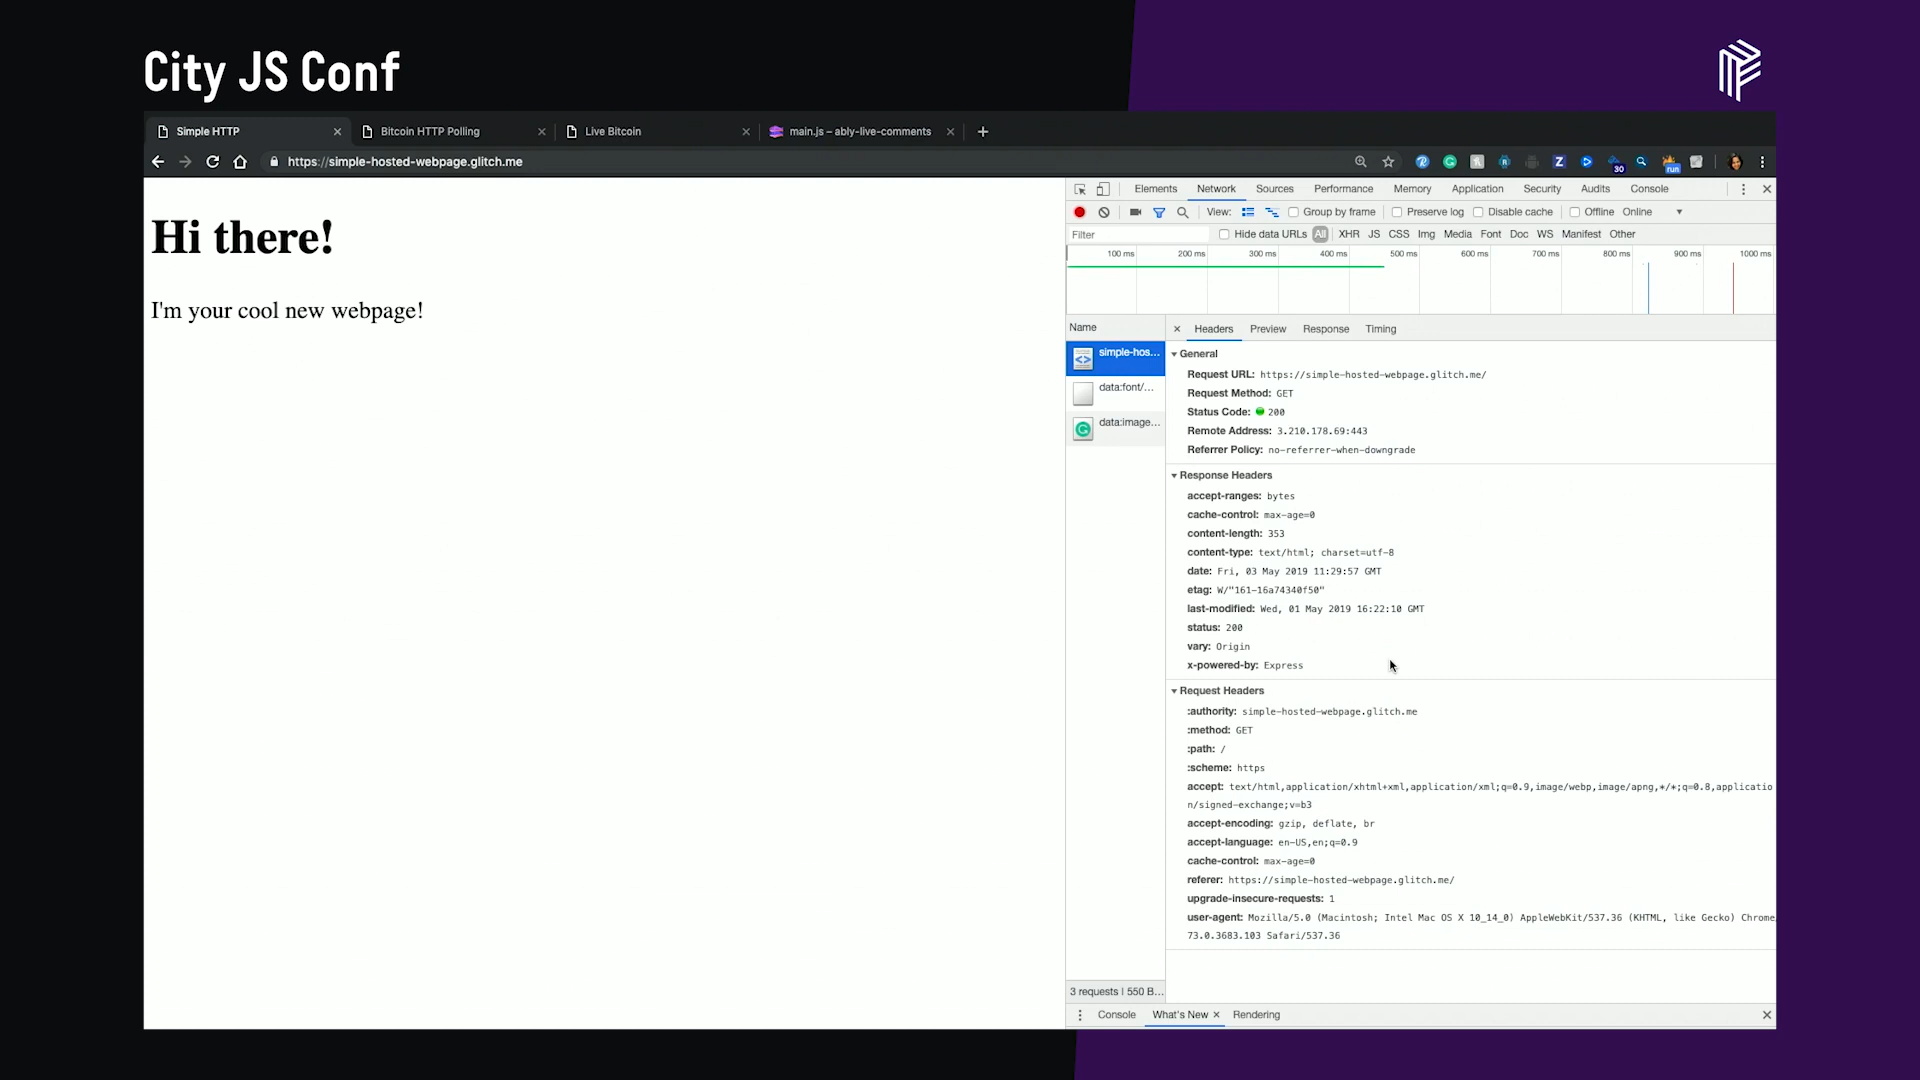 City JS Conf
Simple HTTP
Bitcoin HTTP Polling
Live Bitcoin
main.js – ably-live-comments
https://simple-hosted-webpage.glitch.me
30
run
Hi there!
I'm your cool new webpage!
Elements Network Sources Performance Memory Application Security Audits Console
View: Group by frame Preserve log Disable cache Offline Online
Filter Hide data URLs All XHR JS CSS Img Media Font Doc WS Manifest Other
100 ms 200 ms 300 ms 400 ms 500 ms 600 ms 700 ms 800 ms 900 ms 1000 ms
Name
simple-hos...
data:font/...
data:image...
3 requests | 550 B...
Headers Preview Response Timing
General
Request URL: https://simple-hosted-webpage.glitch.me/
Request Method: GET
Status Code: 200
Remote Address: 3.210.178.69:443
Referrer Policy: no-referrer-when-downgrade
Response Headers
accept-ranges: bytes
cache-control: max-age=0
content-length: 353
content-type: text/html; charset=utf-8
date: Fri, 03 May 2019 11:29:57 GMT
etag: W/"161-16a74340f50"
last-modified: Wed, 01 May 2019 16:22:10 GMT
status: 200
vary: Origin
x-powered-by: Express
Request Headers
:authority: simple-hosted-webpage.glitch.me
:method: GET
:path: /
:scheme: https
accept: text/html,application/xhtml+xml,application/xml;q=0.9,image/webp,image/apng,*/*;q=0.8,applicatio
n/signed-exchange;v=b3
accept-encoding: gzip, deflate, br
accept-language: en-US,en;q=0.9
cache-control: max-age=0
referer: https://simple-hosted-webpage.glitch.me/
upgrade-insecure-requests: 1
user-agent: Mozilla/5.0 (Macintosh; Intel Mac OS X 10_14_0) AppleWebKit/537.36 (KHTML, like Gecko) Chrome
73.0.3683.103 Safari/537.36
Console What's New Rendering